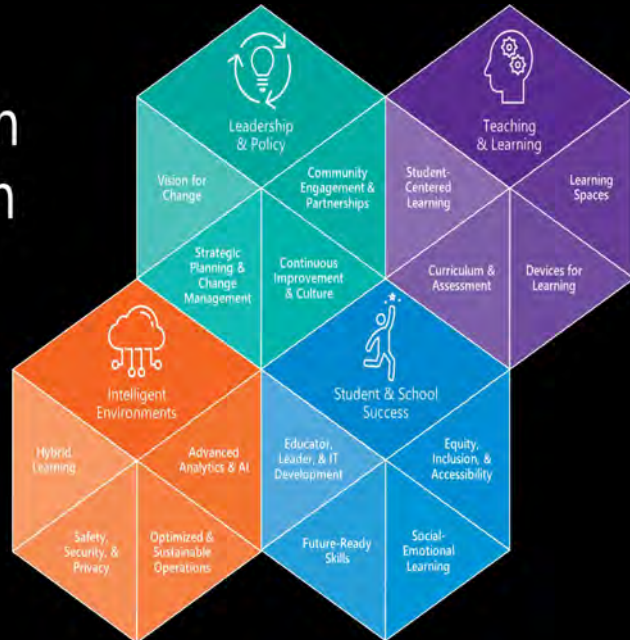 Leadership
& Policy
Vision for
Change
Community
Engagement &
Partnerships
Strategic
Planning &
Change
Management
Continuous
Improvement
& Culture
Teaching
& Learning
Student-
Centered
Learning
Learning
Spaces
Curriculum &
Assessment
Devices for
Learning
Intelligent
Environments
Hybrid
Learning
Advanced
Analytics & AI
Safety,
Security, &
Privacy
Optimized &
Sustainable
Operations
Student & School
Success
Educator,
Leader, & IT
Development
Equity,
Inclusion, &
Accessibility
Future-Ready
Skills
Social-
Emotional
Learning